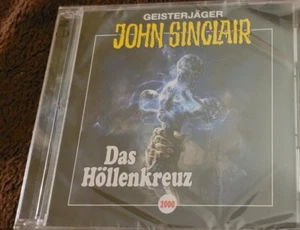 GEISTERJÄGER
JOHN SINCLAIR
Das
Höllenkreuz
2000